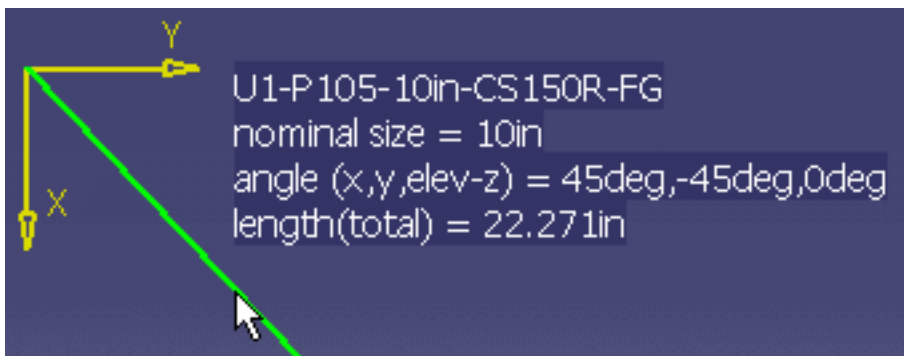 Y
U1-P105-10in-CS150R-FG
nominal size = 10in
angle (x,y,elev-z) = 45deg,-45deg,0deg
X
length(total) = 22.271in